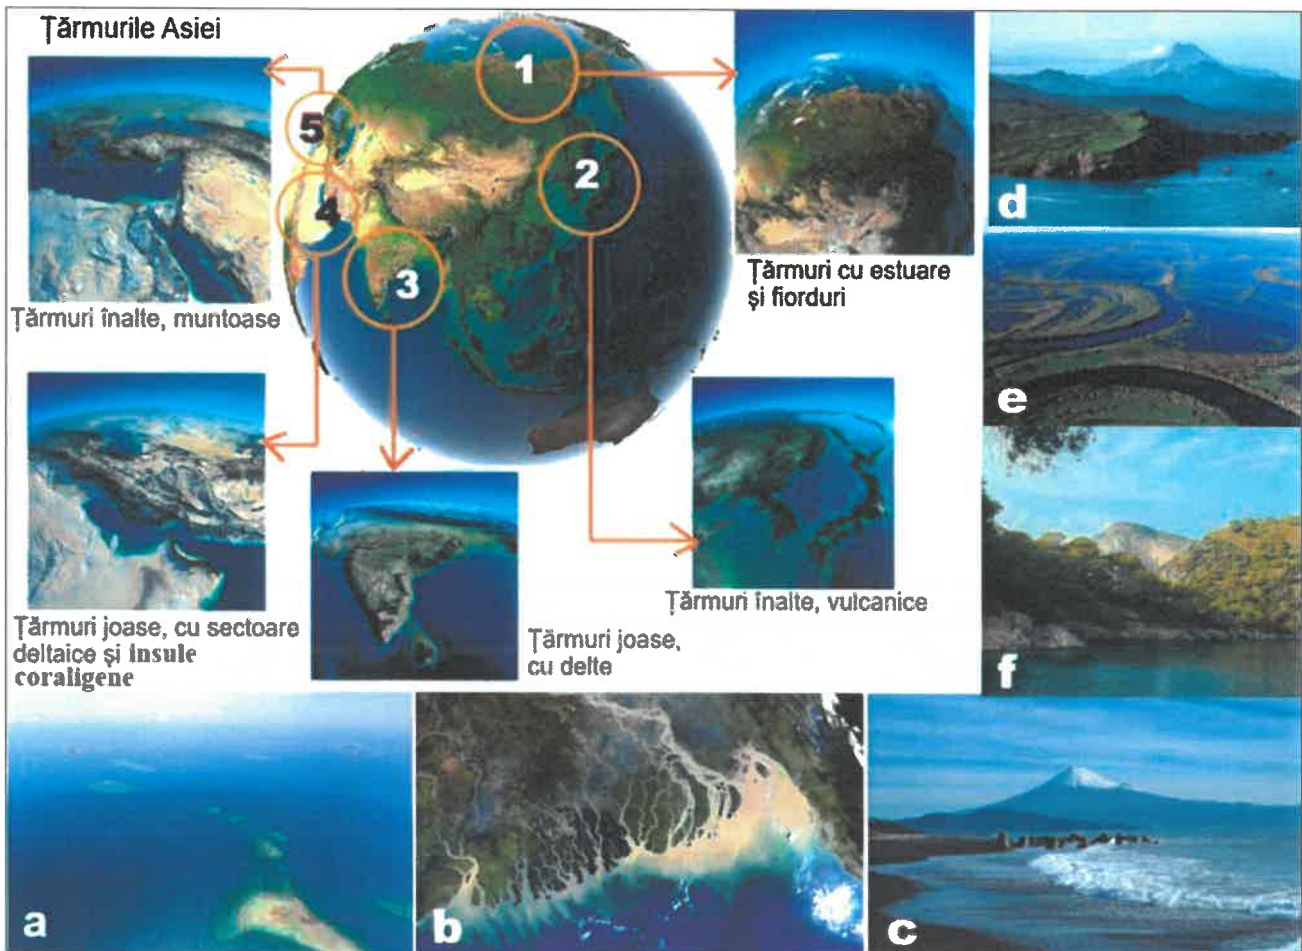 Țărmurile Asiei
1
5
2
4
3
d
Țărmuri cu estuare
și fiorduri
Țărmuri înalte, muntoase
e
Țărmuri înalte, vulcanice
Țărmuri joase, cu sectoare
deltaice și insule
coraligene
Țărmuri joase,
cu delte
f
a
b
c